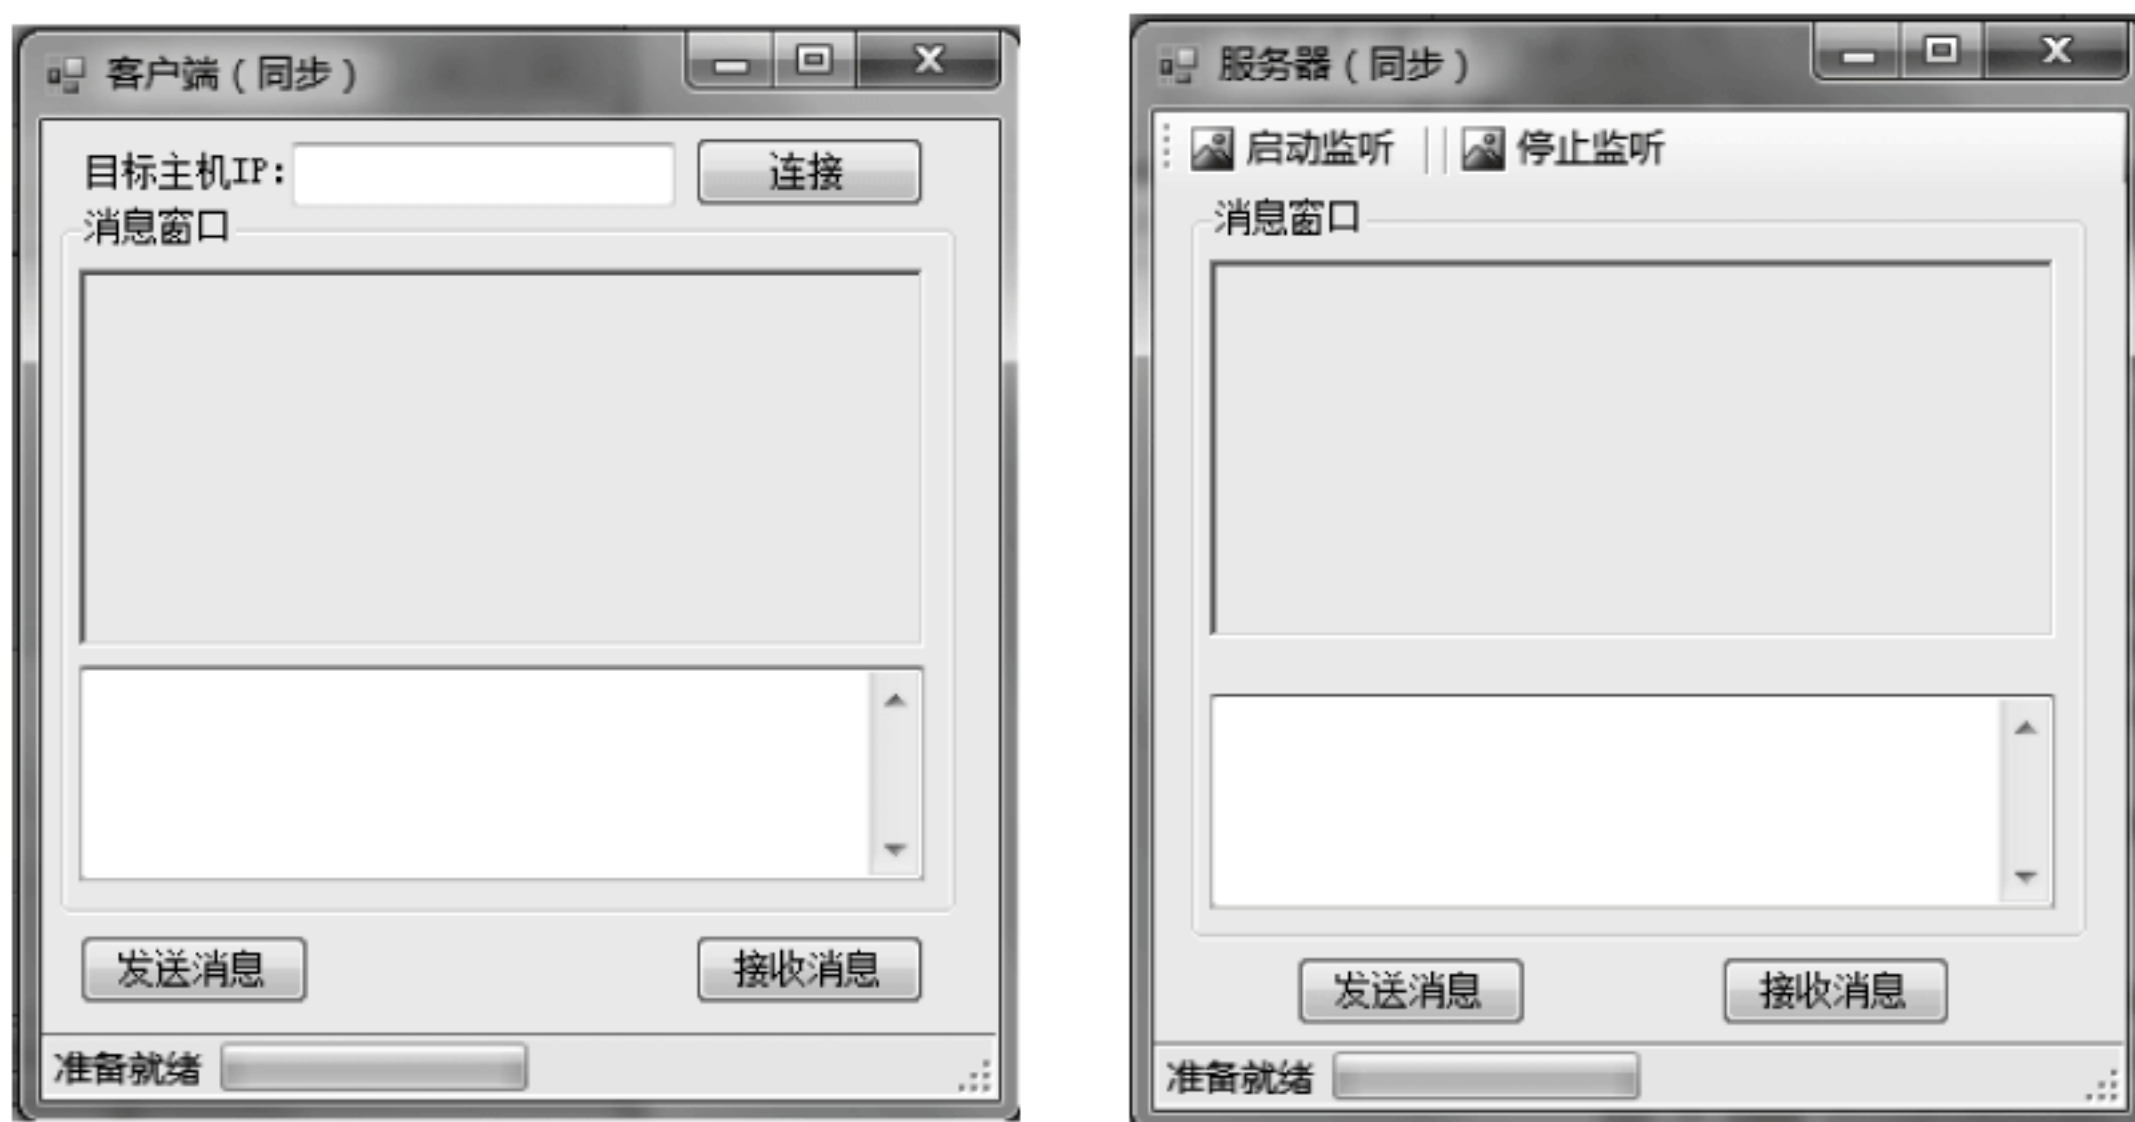 客户端（同步）
目标主机IP:
连接
消息窗口
发送消息
接收消息
准备就绪
服务器（同步）
启动监听
停止监听
消息窗口
发送消息
接收消息
准备就绪